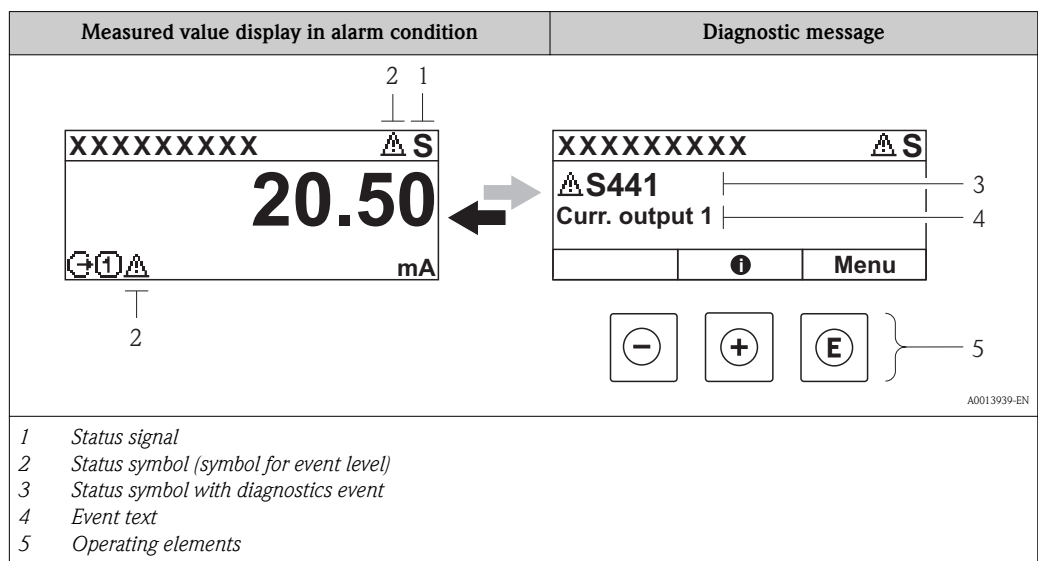 Measured value display in alarm condition	Diagnostic message
2 1
XXXXXXXXX ⚠ S
20.50
mA
1 ⚠
2
XXXXXXXXX ⚠ S
⚠S441
3
Curr. output 1
4
i Menu
− + E
5
A0013939-EN
1 Status signal
2 Status symbol (symbol for event level)
3 Status symbol with diagnostics event
4 Event text
5 Operating elements